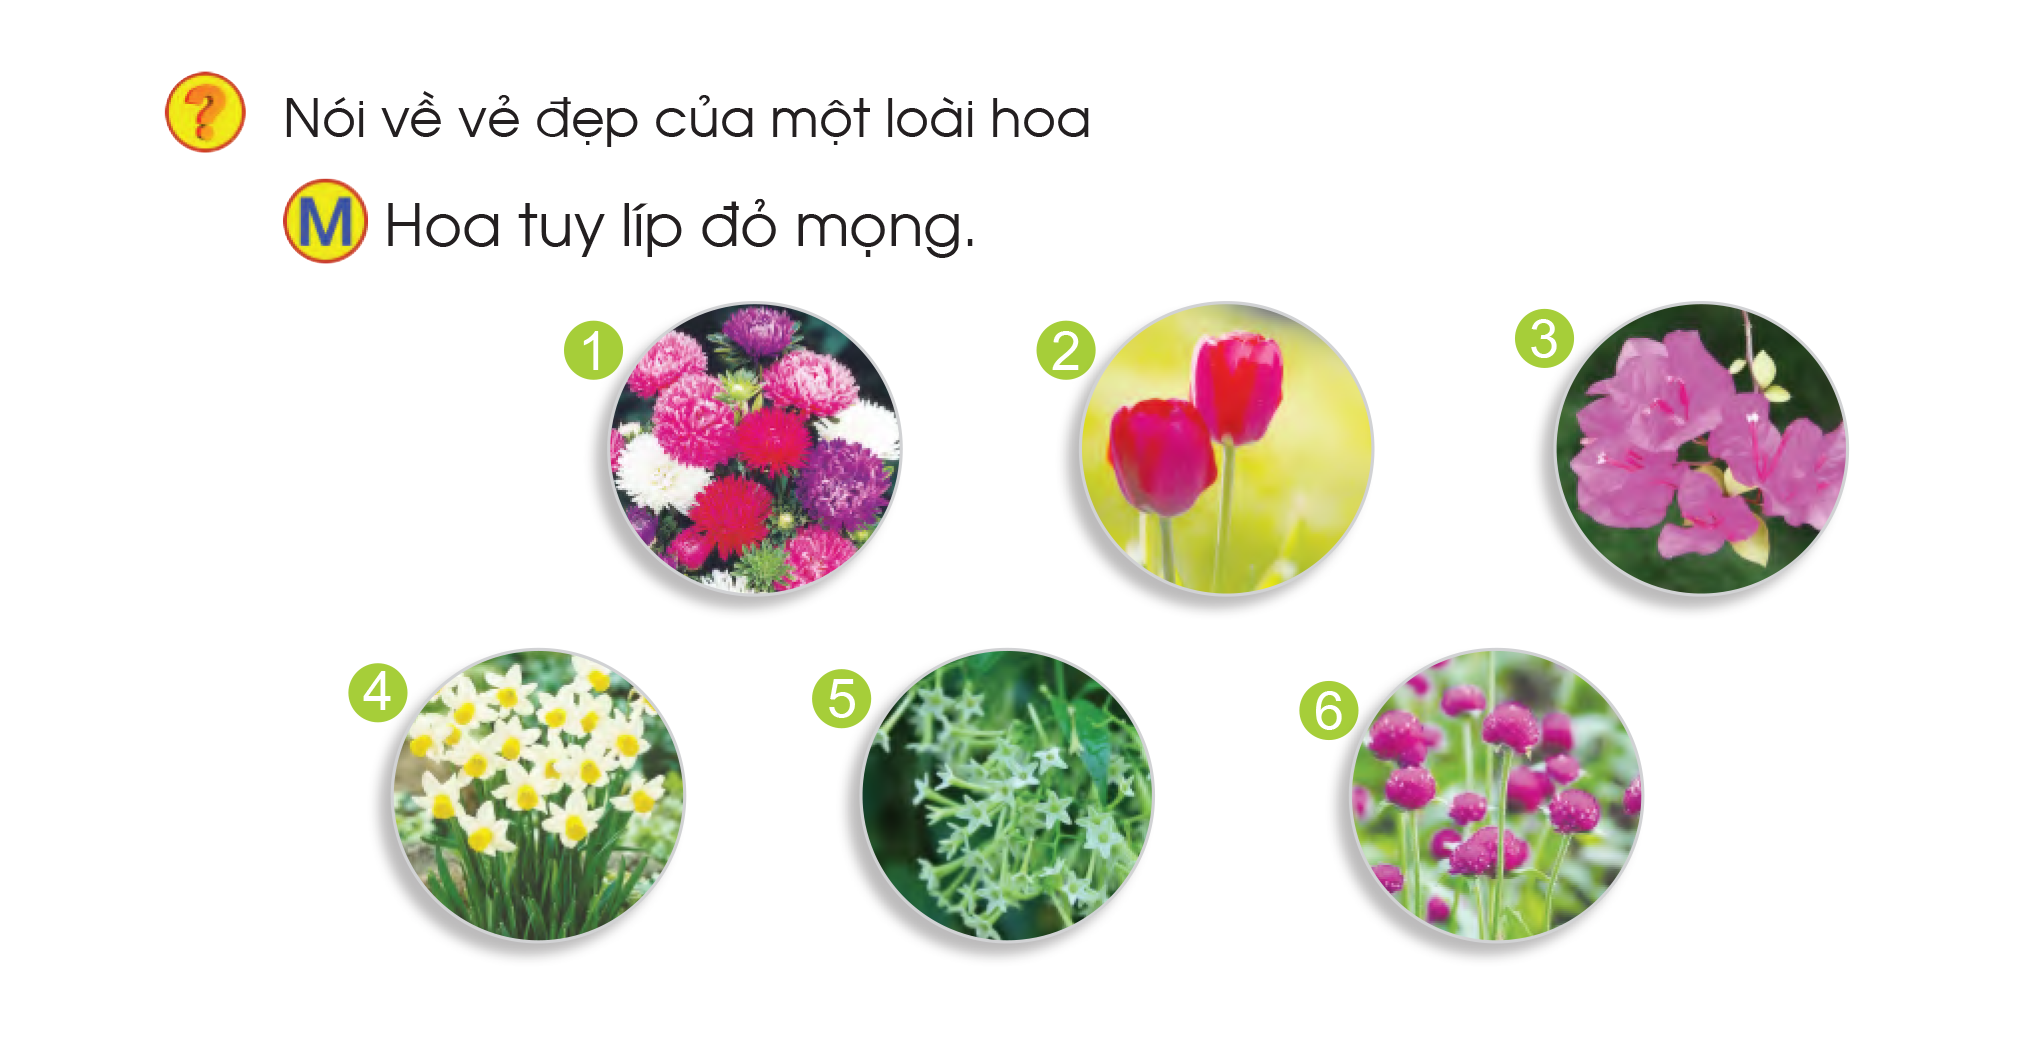 ?
Nói về vẻ đẹp của một loài hoa
M Hoa tuy líp đỏ mọng.
1 2 3
4 5 6